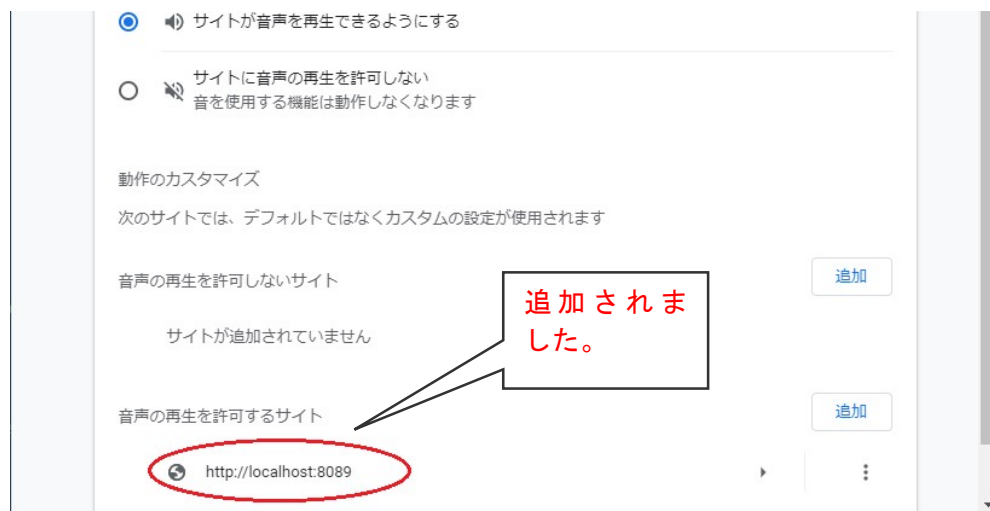 サイトが音声を再生できるようにする
サイトに音声の再生を許可しない
音を使用する機能は動作しなくなります
動作のカスタマイズ
次のサイトでは、デフォルトではなくカスタムの設定が使用されます
音声の再生を許可しないサイト
追加
サイトが追加されていません
追加されま
した。
音声の再生を許可するサイト
追加
http://localhost:8089